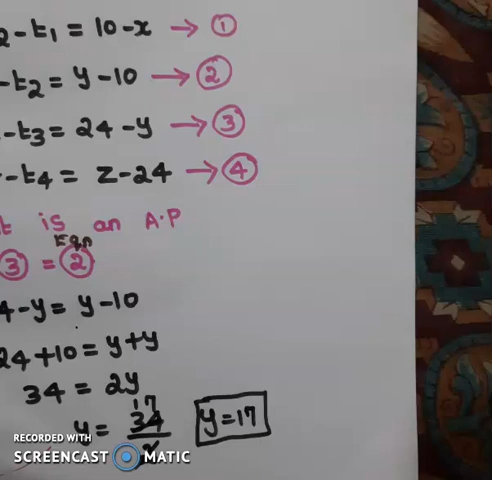 2-t1 = 10-x → ①
-t2 = y-10 → ②
-t3 = 24-y → ③
-t4 = z-24 → ④
t is an A.P
Eqn
③ = ②
4-y = y-10
24+10 = y+y
34 = 2y
17
y = 34/2 y=17
RECORDED WITH
SCREENCAST MATIC